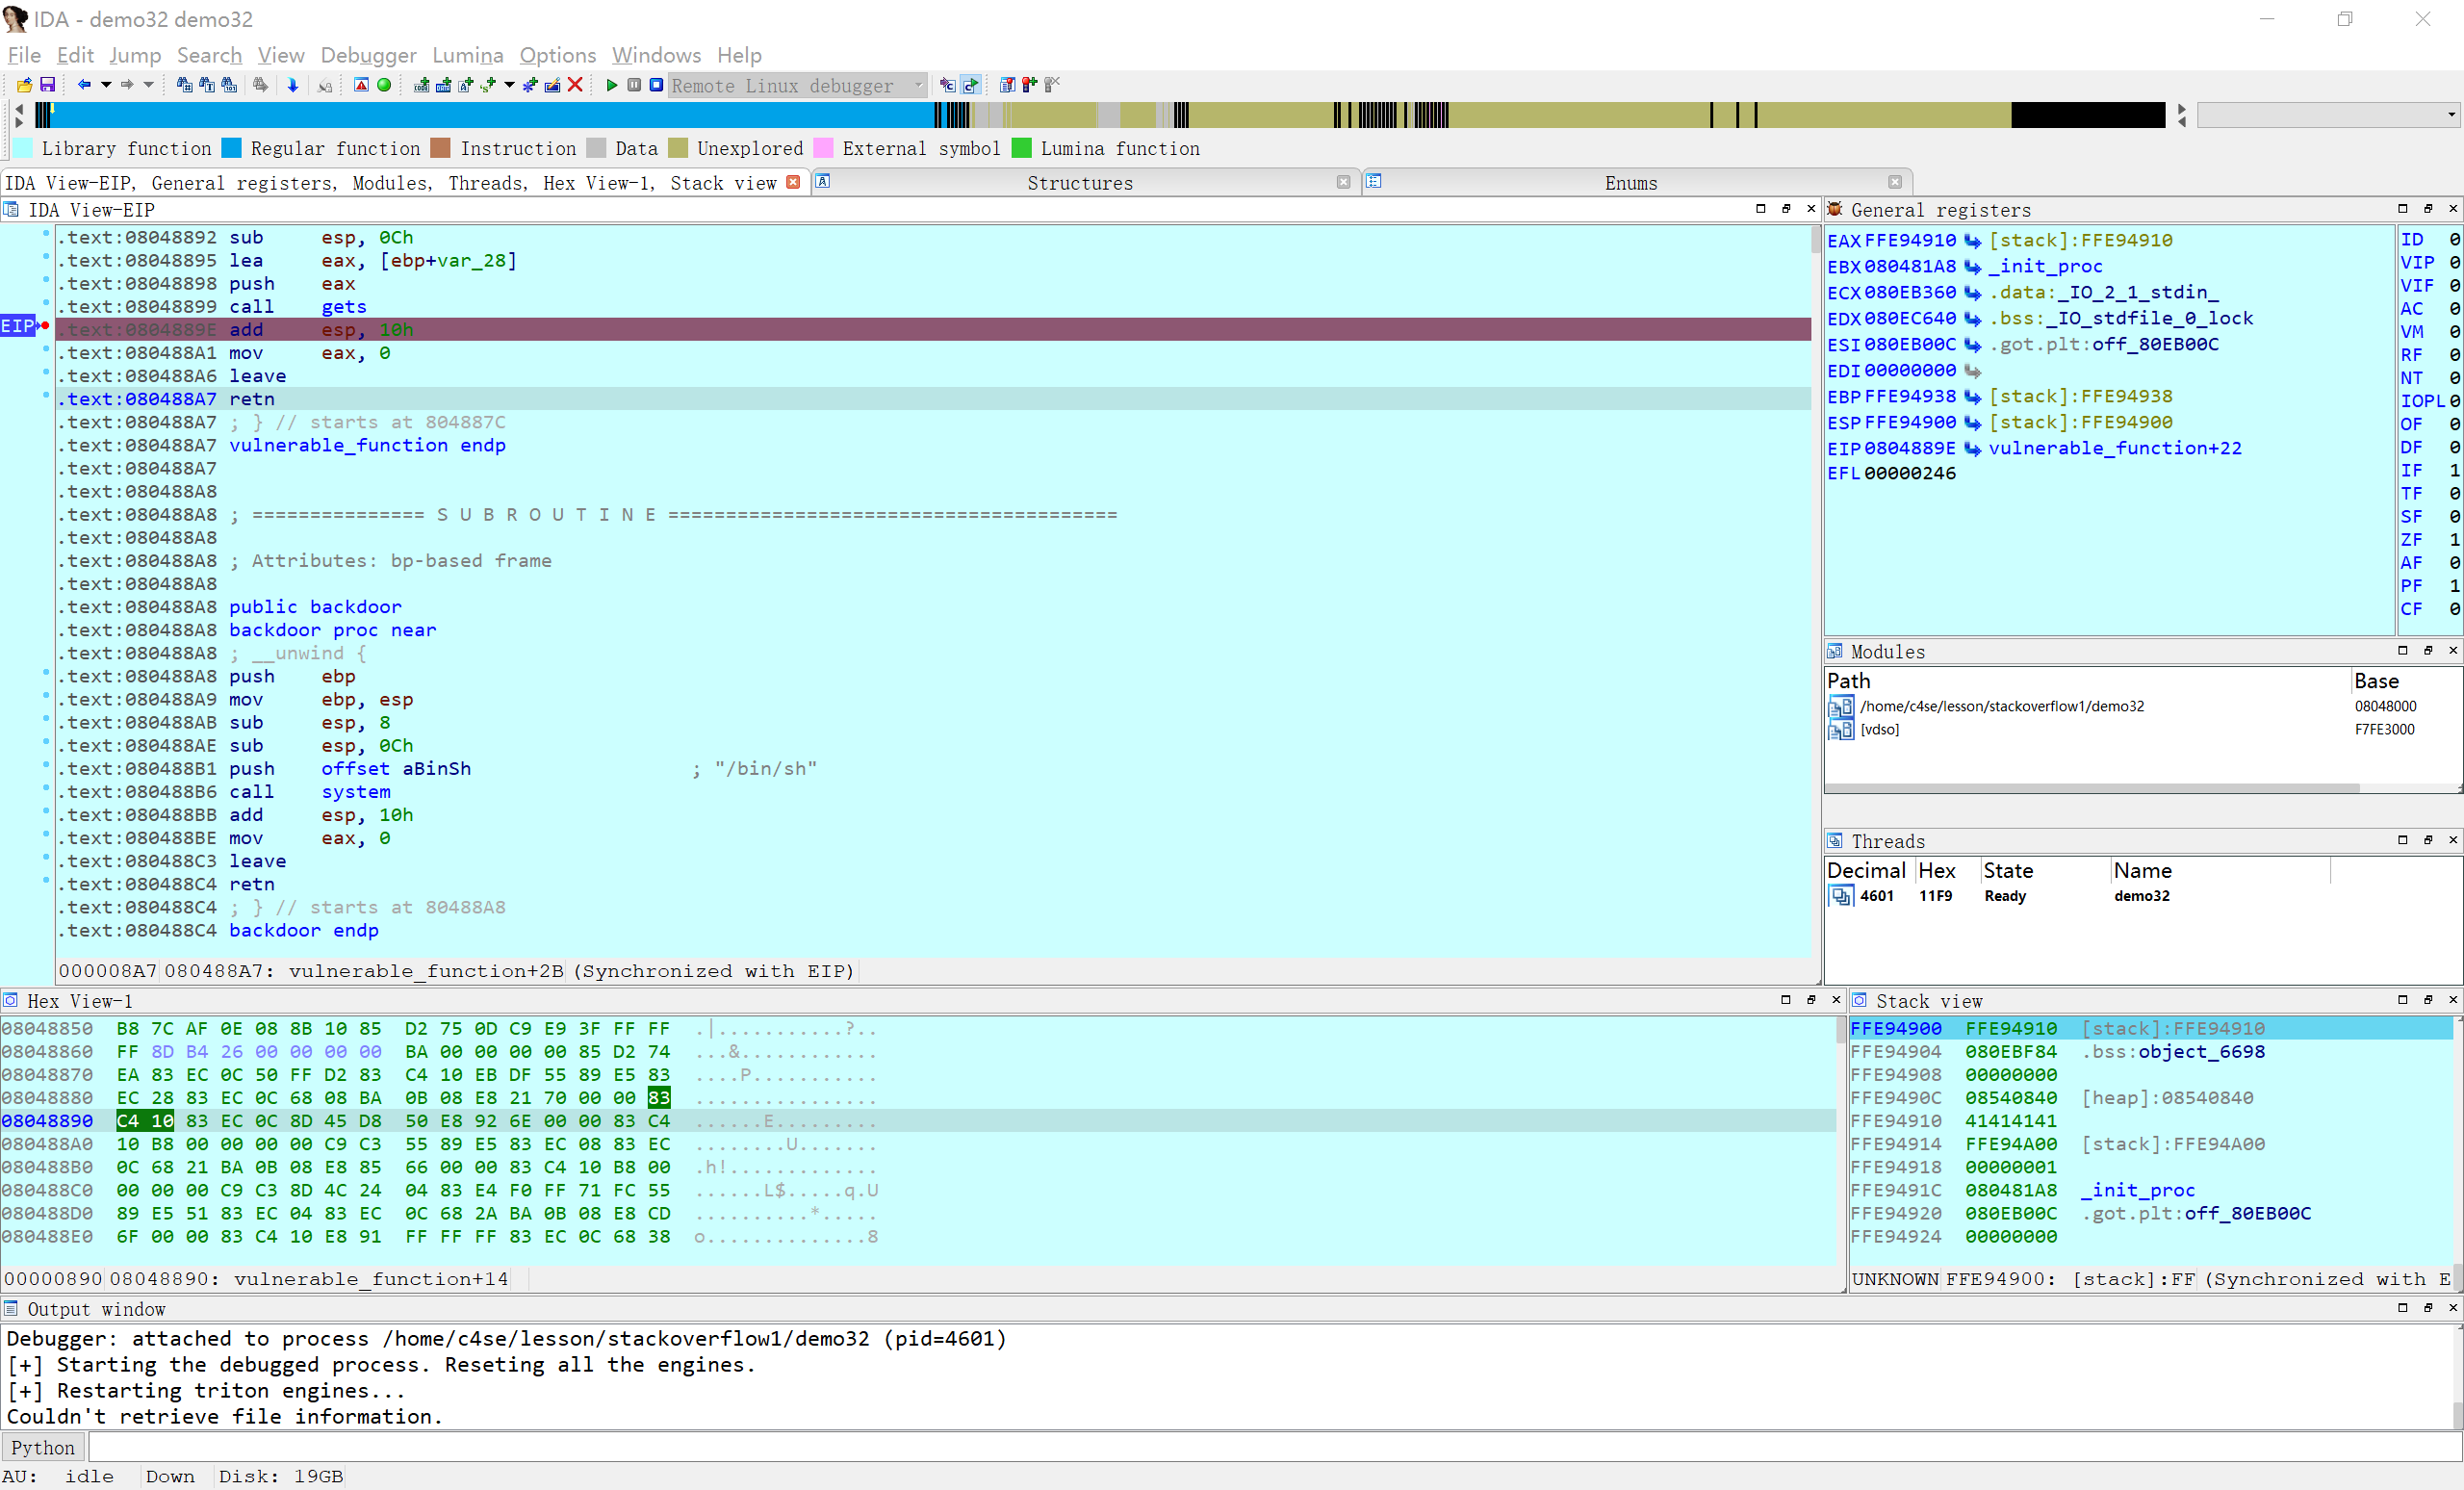 IDA - demo32 demo32
File Edit Jump Search View Debugger Lumina Options Windows Help
Remote Linux debugger
Library function Regular function Instruction Data Unexplored External symbol Lumina function
IDA View-EIP, General registers, Modules, Threads, Hex View-1, Stack view Structures Enums
IDA View-EIP
.text:08048892 sub esp, 0Ch
.text:08048895 lea eax, [ebp+var_28]
.text:08048898 push eax
.text:08048899 call gets
EIP .text:0804889E add esp, 10h
.text:080488A1 mov eax, 0
.text:080488A6 leave
.text:080488A7 retn
.text:080488A7 ; } // starts at 804887C
.text:080488A7 vulnerable_function endp
.text:080488A7
.text:080488A8
.text:080488A8 ; =============== S U B R O U T I N E =======================================
.text:080488A8
.text:080488A8 ; Attributes: bp-based frame
.text:080488A8
.text:080488A8 public backdoor
.text:080488A8 backdoor proc near
.text:080488A8 ; __unwind {
.text:080488A8 push ebp
.text:080488A9 mov ebp, esp
.text:080488AB sub esp, 8
.text:080488AE sub esp, 0Ch
.text:080488B1 push offset aBinSh ; "/bin/sh"
.text:080488B6 call system
.text:080488BB add esp, 10h
.text:080488BE mov eax, 0
.text:080488C3 leave
.text:080488C4 retn
.text:080488C4 ; } // starts at 80488A8
.text:080488C4 backdoor endp
000008A7 080488A7: vulnerable_function+2B (Synchronized with EIP)
General registers
EAX FFE94910 [stack]:FFE94910
EBX 080481A8 _init_proc
ECX 080EB360 .data:_IO_2_1_stdin_
EDX 080EC640 .bss:_IO_stdfile_0_lock
ESI 080EB00C .got.plt:off_80EB00C
EDI 00000000
EBP FFE94938 [stack]:FFE94938
ESP FFE94900 [stack]:FFE94900
EIP 0804889E vulnerable_function+22
EFL 00000246
ID 0
VIP 0
VIF 0
AC 0
VM 0
RF 0
NT 0
IOPL 0
OF 0
DF 0
IF 1
TF 0
SF 0
ZF 1
AF 0
PF 1
CF 0
Modules
Path Base
/home/c4se/lesson/stackoverflow1/demo32 08048000
[vdso] F7FE3000
Threads
Decimal Hex State Name
4601 11F9 Ready demo32
Hex View-1
08048850 B8 7C AF 0E 08 8B 10 85 D2 75 0D C9 E9 3F FF FF .|...........?..
08048860 FF 8D B4 26 00 00 00 00 BA 00 00 00 00 85 D2 74 ...&............
08048870 EA 83 EC 0C 50 FF D2 83 C4 10 EB DF 55 89 E5 83 ....P...........
08048880 EC 28 83 EC 0C 68 08 BA 0B 08 E8 21 70 00 00 83 ................
08048890 C4 10 83 EC 0C 8D 45 D8 50 E8 92 6E 00 00 83 C4 ......E.........
080488A0 10 B8 00 00 00 00 C9 C3 55 89 E5 83 EC 08 83 EC ........U.......
080488B0 0C 68 21 BA 0B 08 E8 85 66 00 00 83 C4 10 B8 00 .h!.............
080488C0 00 00 00 C9 C3 8D 4C 24 04 83 E4 F0 FF 71 FC 55 ......L$.....q.U
080488D0 89 E5 51 83 EC 04 83 EC 0C 68 2A BA 0B 08 E8 CD ..........*.....
080488E0 6F 00 00 83 C4 10 E8 91 FF FF FF 83 EC 0C 68 38 o..............8
00000890 08048890: vulnerable_function+14
Stack view
FFE94900 FFE94910 [stack]:FFE94910
FFE94904 080EBF84 .bss:object_6698
FFE94908 00000000
FFE9490C 08540840 [heap]:08540840
FFE94910 41414141
FFE94914 FFE94A00 [stack]:FFE94A00
FFE94918 00000001
FFE9491C 080481A8 _init_proc
FFE94920 080EB00C .got.plt:off_80EB00C
FFE94924 00000000
UNKNOWN FFE94900: [stack]:FF (Synchronized with E
Output window
Debugger: attached to process /home/c4se/lesson/stackoverflow1/demo32 (pid=4601)
[+] Starting the debugged process. Reseting all the engines.
[+] Restarting triton engines...
Couldn't retrieve file information.
Python
AU: idle Down Disk: 19GB